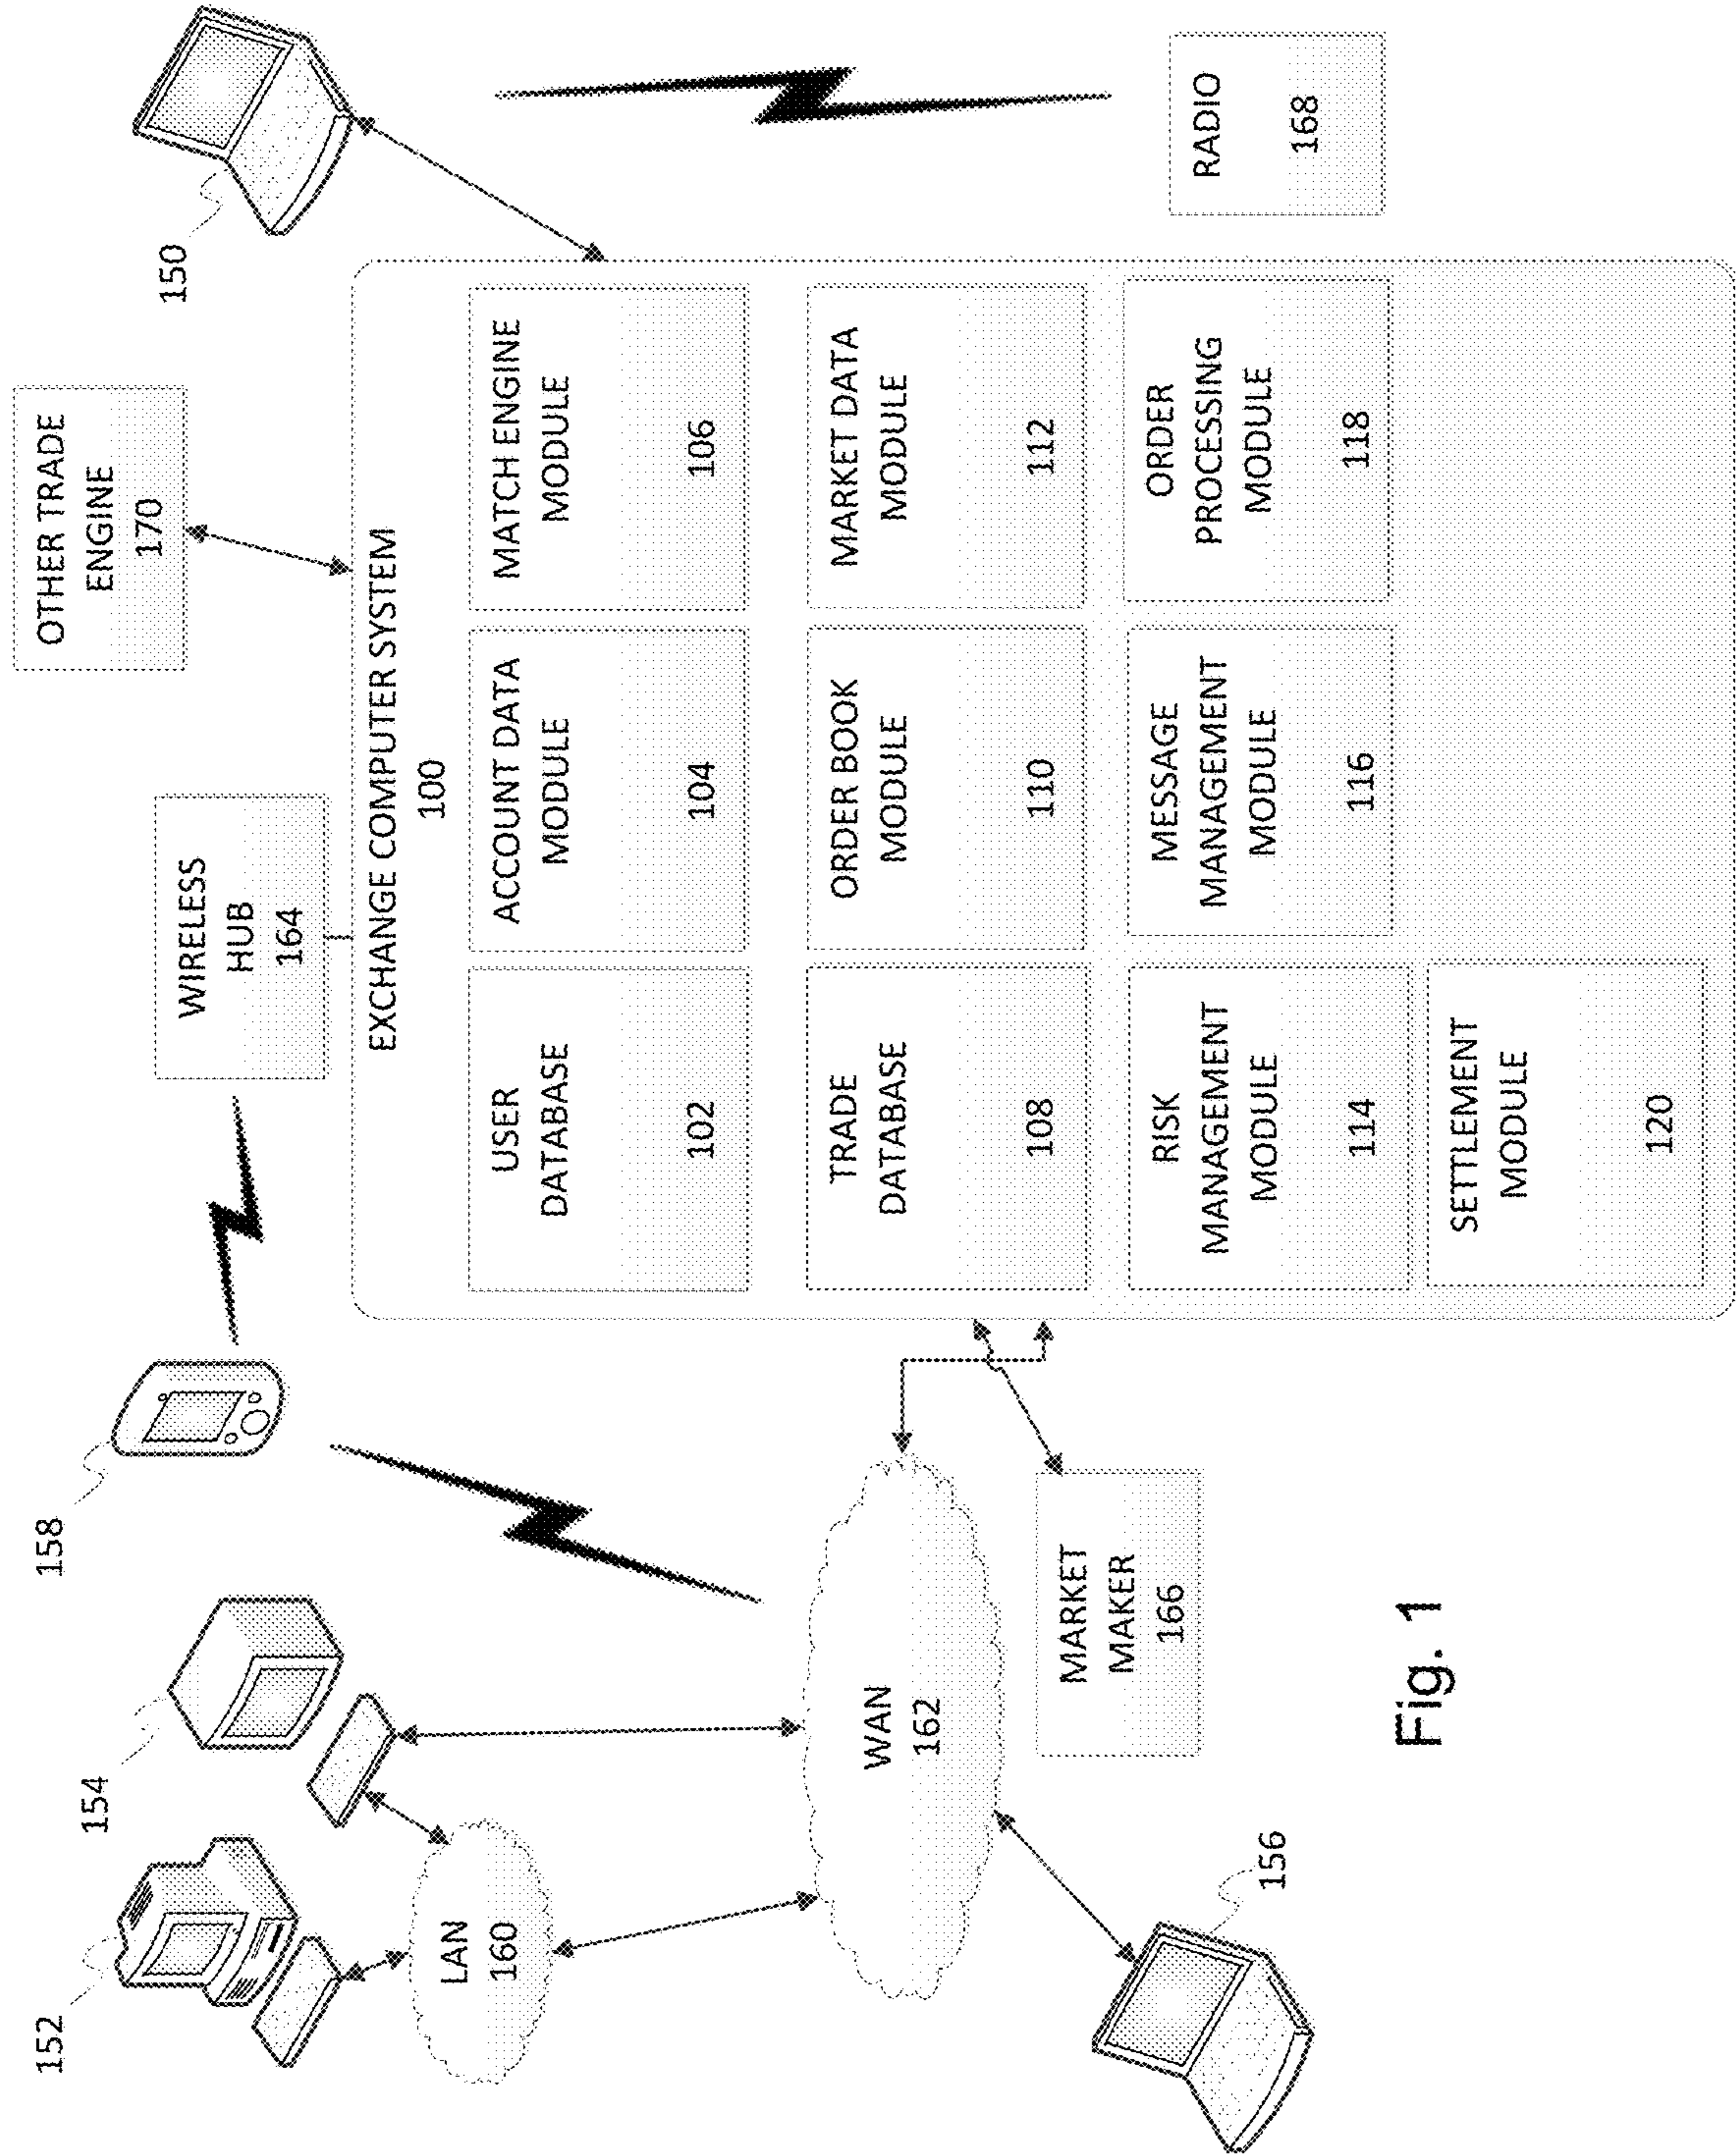 152
154
158
OTHER TRADE
ENGINE
170
150
WIRELESS
HUB
164
LAN
160
EXCHANGE COMPUTER SYSTEM
100
USER
DATABASE
102
ACCOUNT DATA
MODULE
104
MATCH ENGINE
MODULE
106
WAN
162
TRADE
DATABASE
108
ORDER BOOK
MODULE
110
MARKET DATA
MODULE
112
MARKET
MAKER
166
RISK
MANAGEMENT
MODULE
114
MESSAGE
MANAGEMENT
MODULE
116
ORDER
PROCESSING
MODULE
118
RADIO
168
156
SETTLEMENT
MODULE
120
Fig. 1